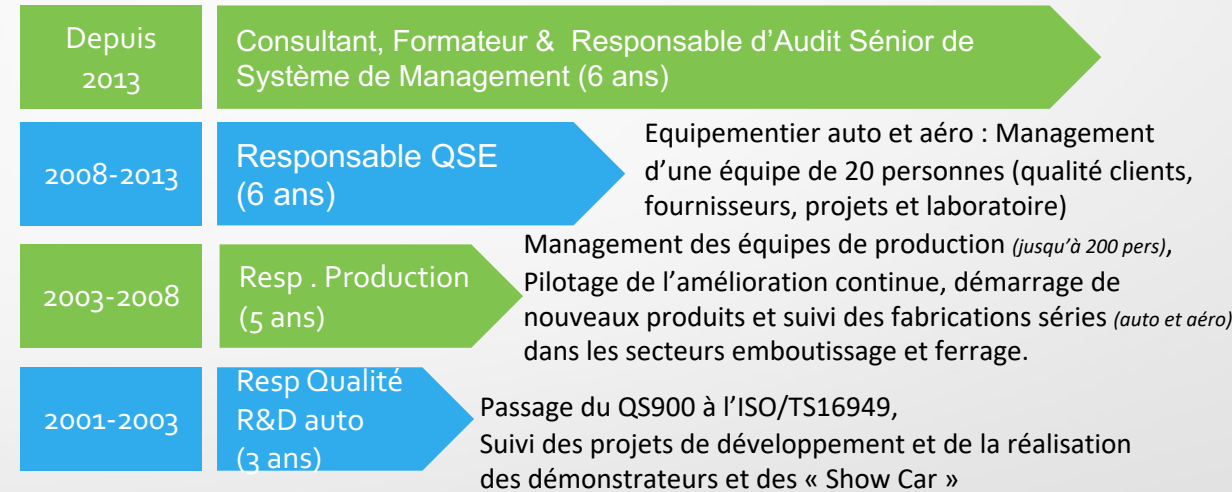 Depuis
2013
Consultant, Formateur & Responsable d’Audit Sénior de
Système de Management (6 ans)
2008-2013
Responsable QSE
(6 ans)
Equipementier auto et aéro : Management
d’une équipe de 20 personnes (qualité clients,
fournisseurs, projets et laboratoire)
2003-2008
Resp . Production
(5 ans)
Management des équipes de production (jusqu’à 200 pers),
Pilotage de l’amélioration continue, démarrage de
nouveaux produits et suivi des fabrications séries (auto et aéro)
dans les secteurs emboutissage et ferrage.
2001-2003
Resp Qualité
R&D auto
(3 ans)
Passage du QS900 à l’ISO/TS16949,
Suivi des projets de développement et de la réalisation
des démonstrateurs et des « Show Car »